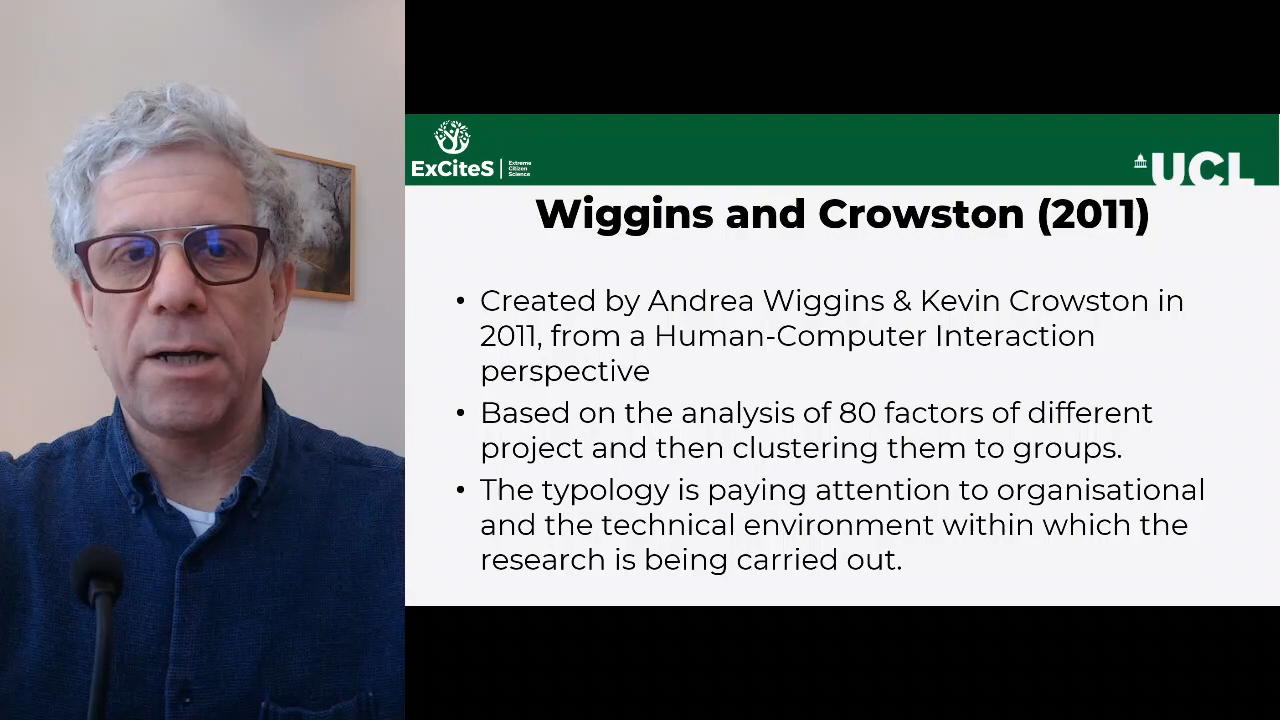 ExCiteS
Extreme
Citizen
Science
UCL
Wiggins and Crowston (2011)
• Created by Andrea Wiggins & Kevin Crowston in
2011, from a Human-Computer Interaction
perspective
• Based on the analysis of 80 factors of different
project and then clustering them to groups.
• The typology is paying attention to organisational
and the technical environment within which the
research is being carried out.